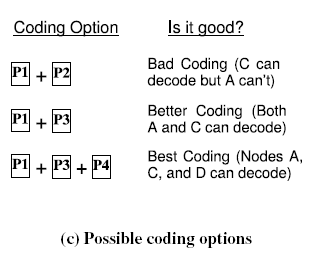 Coding Option Is it good?
P1 + P2 Bad Coding (C can
decode but A can't)
P1 + P3 Better Coding (Both
A and C can decode)
P1 + P3 + P4 Best Coding (Nodes A,
C, and D can decode)
(c) Possible coding options